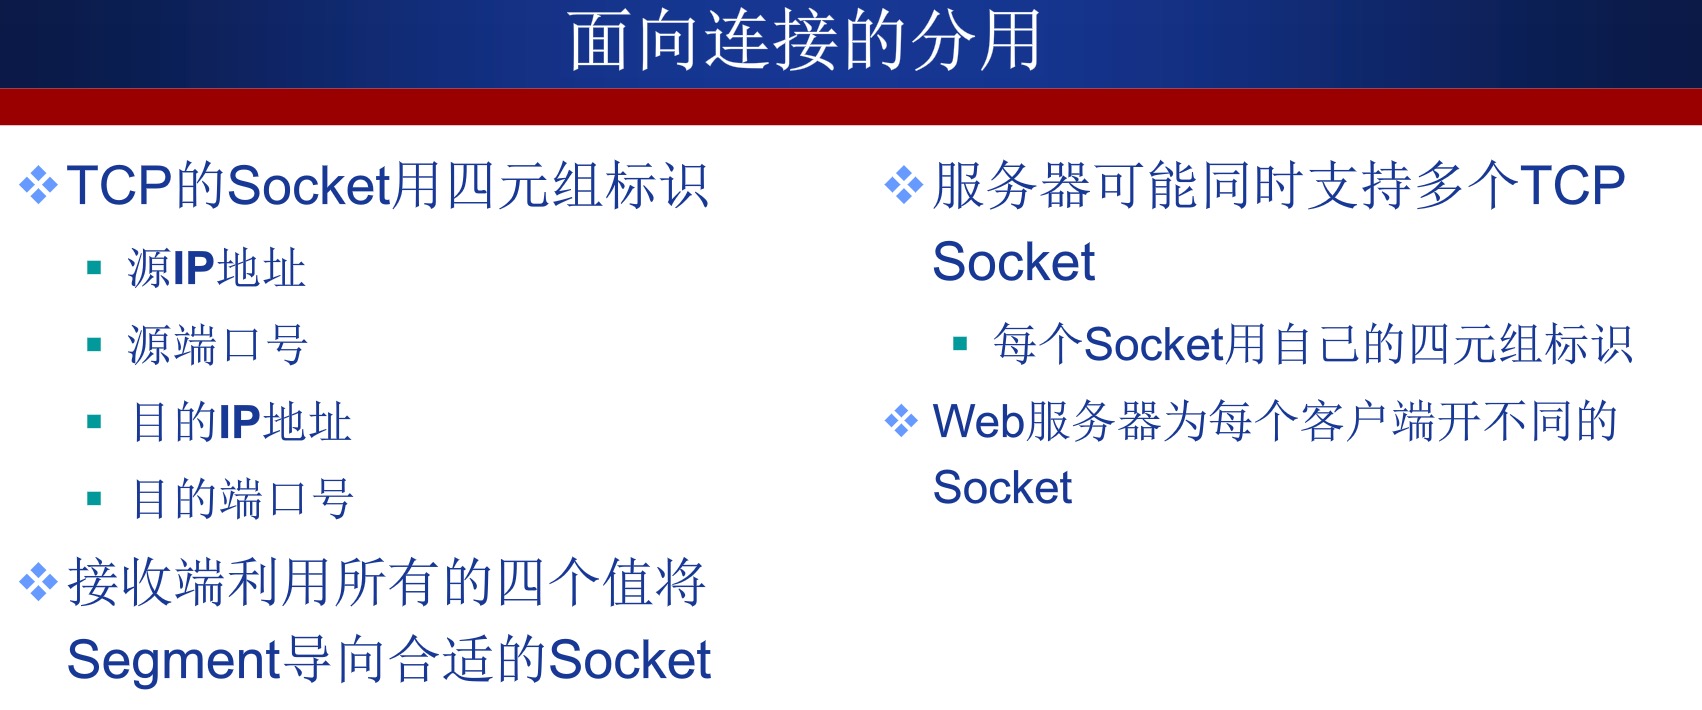 面向连接的分用
TCP的Socket用四元组标识
源IP地址
源端口号
目的IP地址
目的端口号
接收端利用所有的四个值将
Segment导向合适的Socket
服务器可能同时支持多个TCP
Socket
每个Socket用自己的四元组标识
Web服务器为每个客户端开不同的
Socket